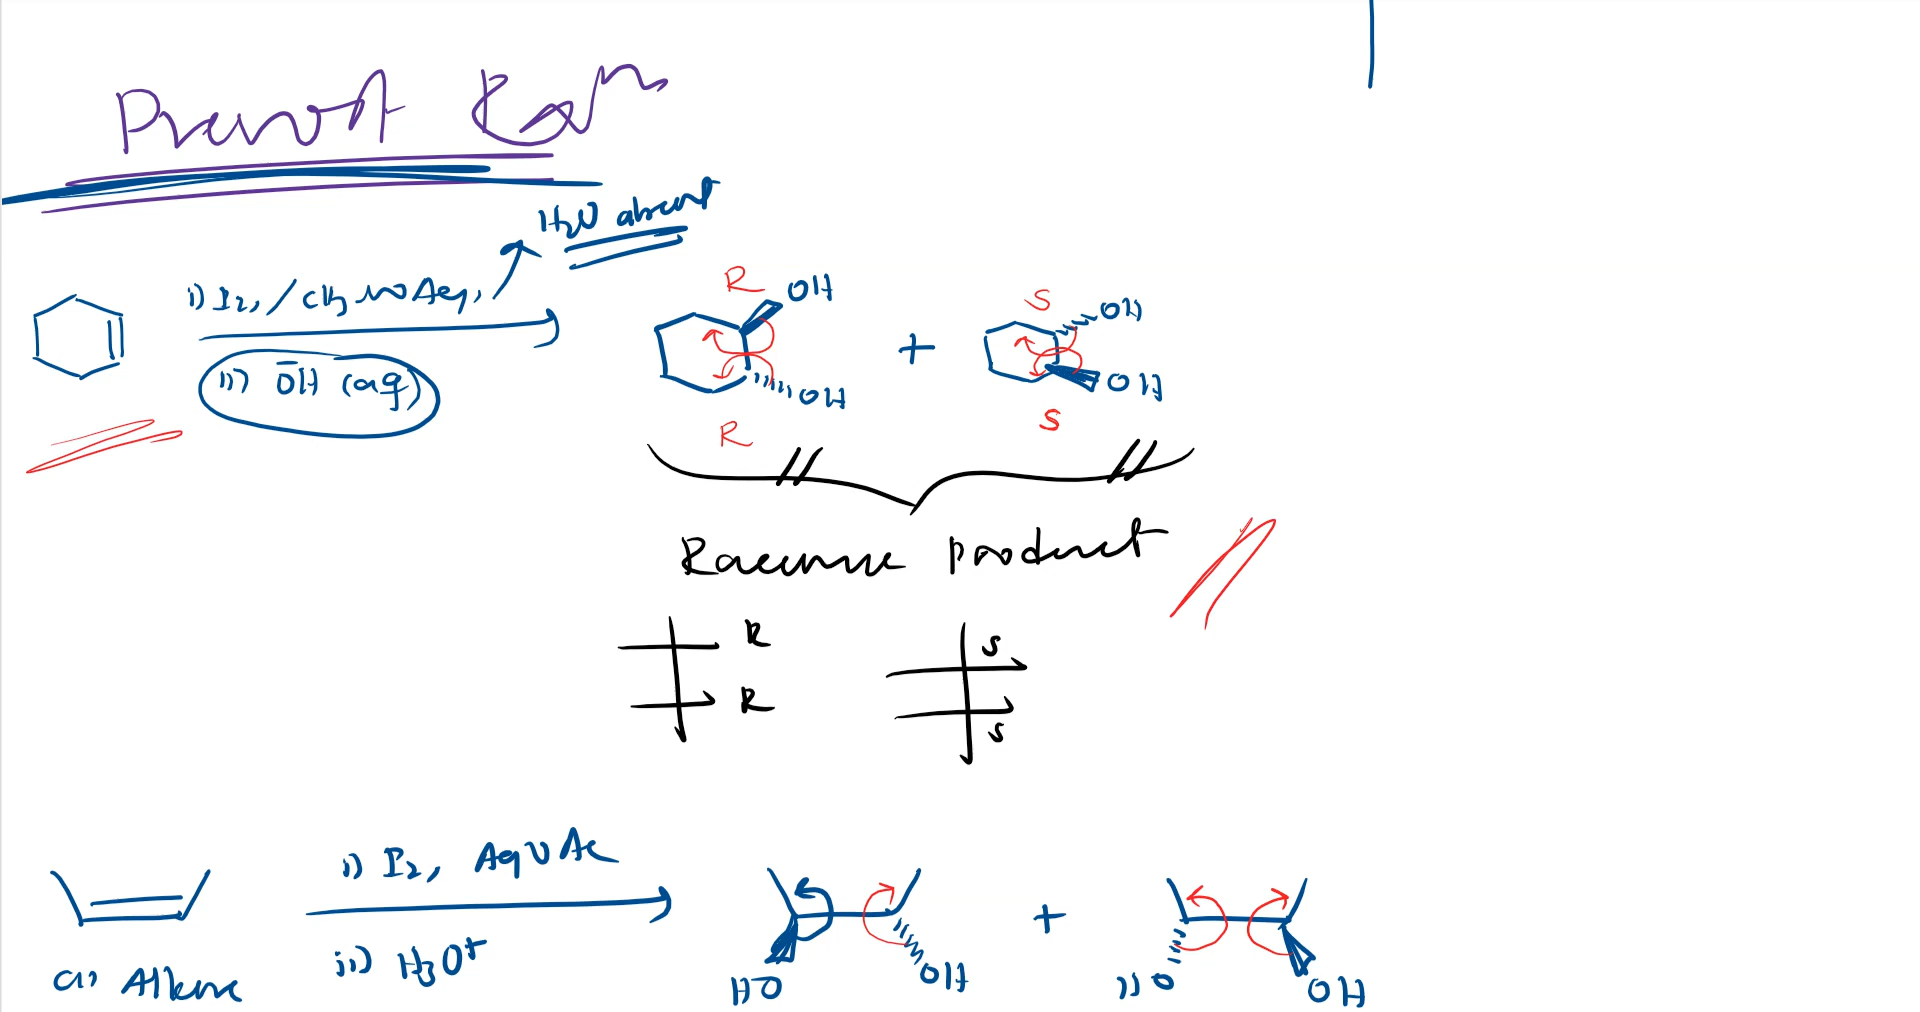 Prevost Rxn
H2O absent
i) I2, / CH3COOAg,
ii) OH (aq)
R OH
OH
R
+
S OH
OH
S
Racemic product
R
R
S
S
i) I2, AgOAc
ii) H3O+
cis Alkene
HO OH
+
HO OH